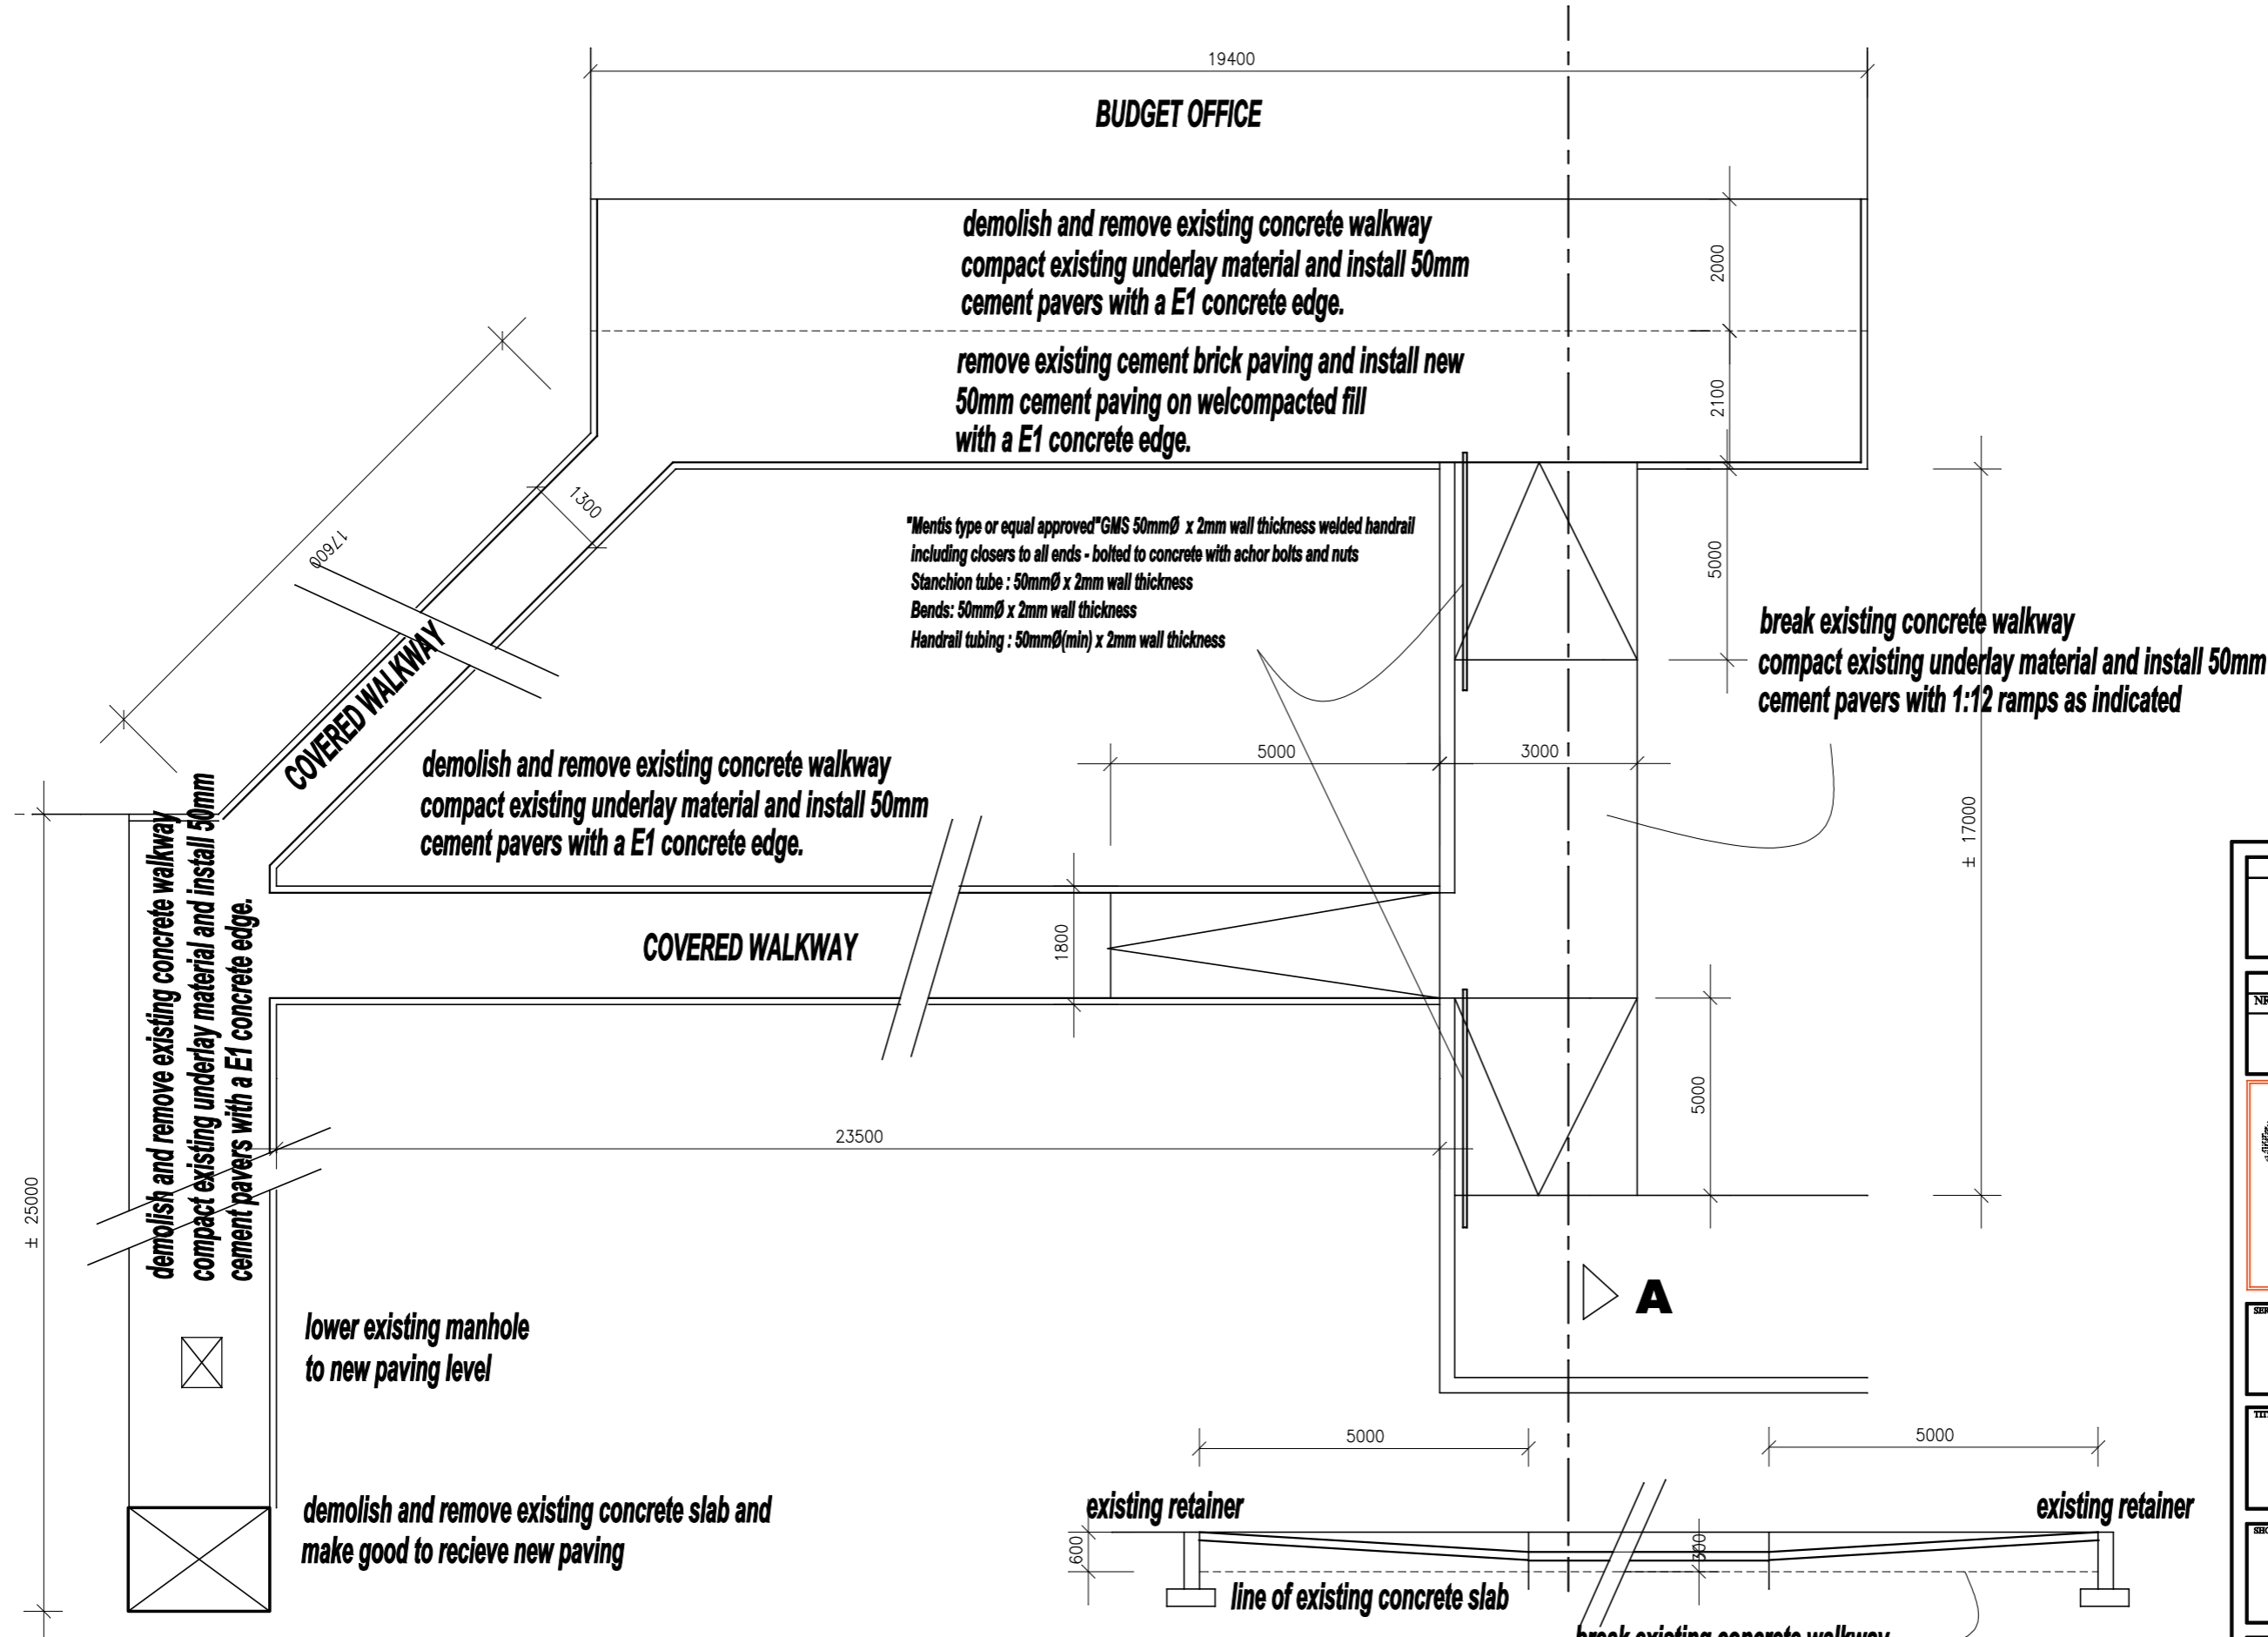 19400
BUDGET OFFICE
demolish and remove existing concrete walkway
compact existing underlay material and install 50mm
cement pavers with a E1 concrete edge.
2000
remove existing cement brick paving and install new
50mm cement paving on welcompacted fill
with a E1 concrete edge.
2100
17600
1300
COVERED WALKWAY
"Mentis type or equal approved"GMS 50mmØ x 2mm wall thickness welded handrail
including closers to all ends - bolted to concrete with achor bolts and nuts
Stanchion tube : 50mmØ x 2mm wall thickness
Bends: 50mmØ x 2mm wall thickness
Handrail tubing : 50mmØ(min) x 2mm wall thickness
5000
break existing concrete walkway
compact existing underlay material and install 50mm
cement pavers with 1:12 ramps as indicated
demolish and remove existing concrete walkway
compact existing underlay material and install 50mm
cement pavers with a E1 concrete edge.
5000
3000
± 17000
demolish and remove existing concrete walkway
compact existing underlay material and install 50mm
cement pavers with a E1 concrete edge.
COVERED WALKWAY
1800
5000
23500
± 25000
A
lower existing manhole
to new paving level
5000
5000
demolish and remove existing concrete slab and
make good to recieve new paving
existing retainer
existing retainer
600
300
line of existing concrete slab
break existing concrete walkway